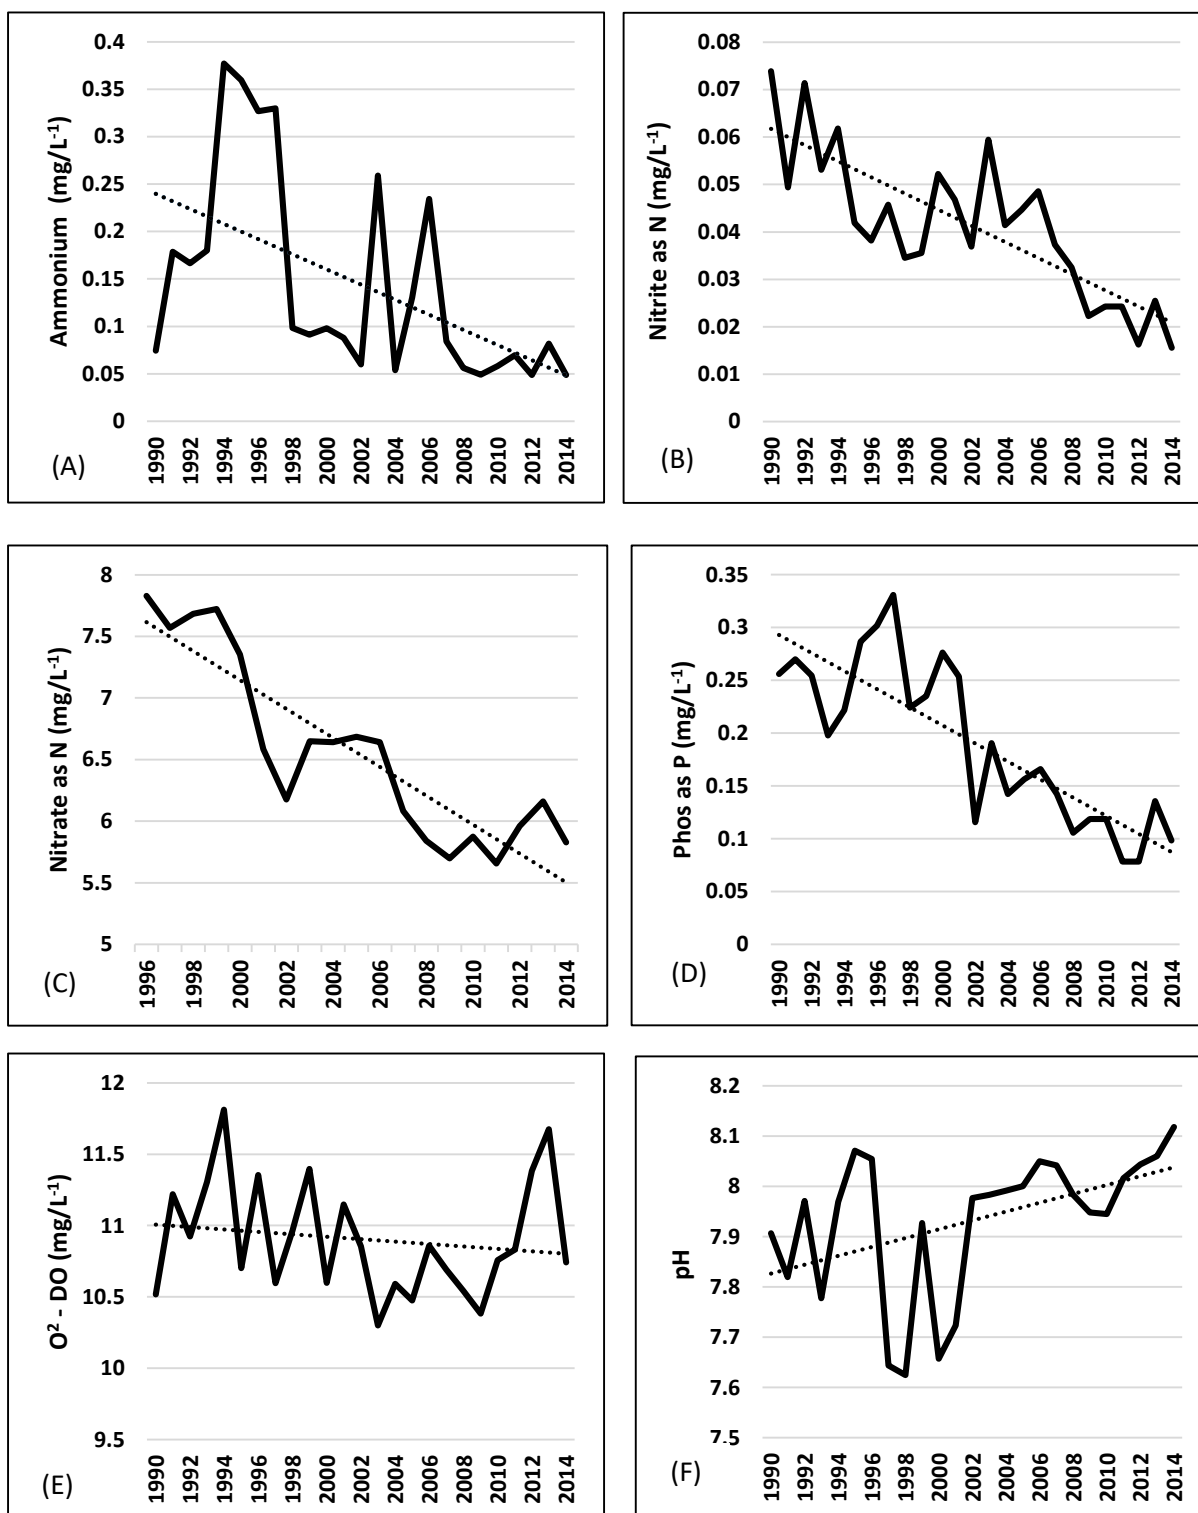 0.4
0.35
0.3
0.25
0.2
0.15
0.1
0.05
0
Ammonium (mg/L-1)
1990 1992 1994 1996 1998 2000 2002 2004 2006 2008 2010 2012 2014
(A)
0.08
0.07
0.06
0.05
0.04
0.03
0.02
0.01
0
Nitrite as N (mg/L-1)
1990 1992 1994 1996 1998 2000 2002 2004 2006 2008 2010 2012 2014
(B)
8
7.5
7
6.5
6
5.5
5
Nitrate as N (mg/L-1)
1996 1998 2000 2002 2004 2006 2008 2010 2012 2014
(C)
0.35
0.3
0.25
0.2
0.15
0.1
0.05
0
Phos as P (mg/L-1)
1990 1992 1994 1996 1998 2000 2002 2004 2006 2008 2010 2012 2014
(D)
12
11.5
11
10.5
10
9.5
O2 - DO (mg/L-1)
1990 1992 1994 1996 1998 2000 2002 2004 2006 2008 2010 2012 2014
(E)
8.2
8.1
8
7.9
7.8
7.7
7.6
7.5
pH
1990 1992 1994 1996 1998 2000 2002 2004 2006 2008 2010 2012 2014
(F)